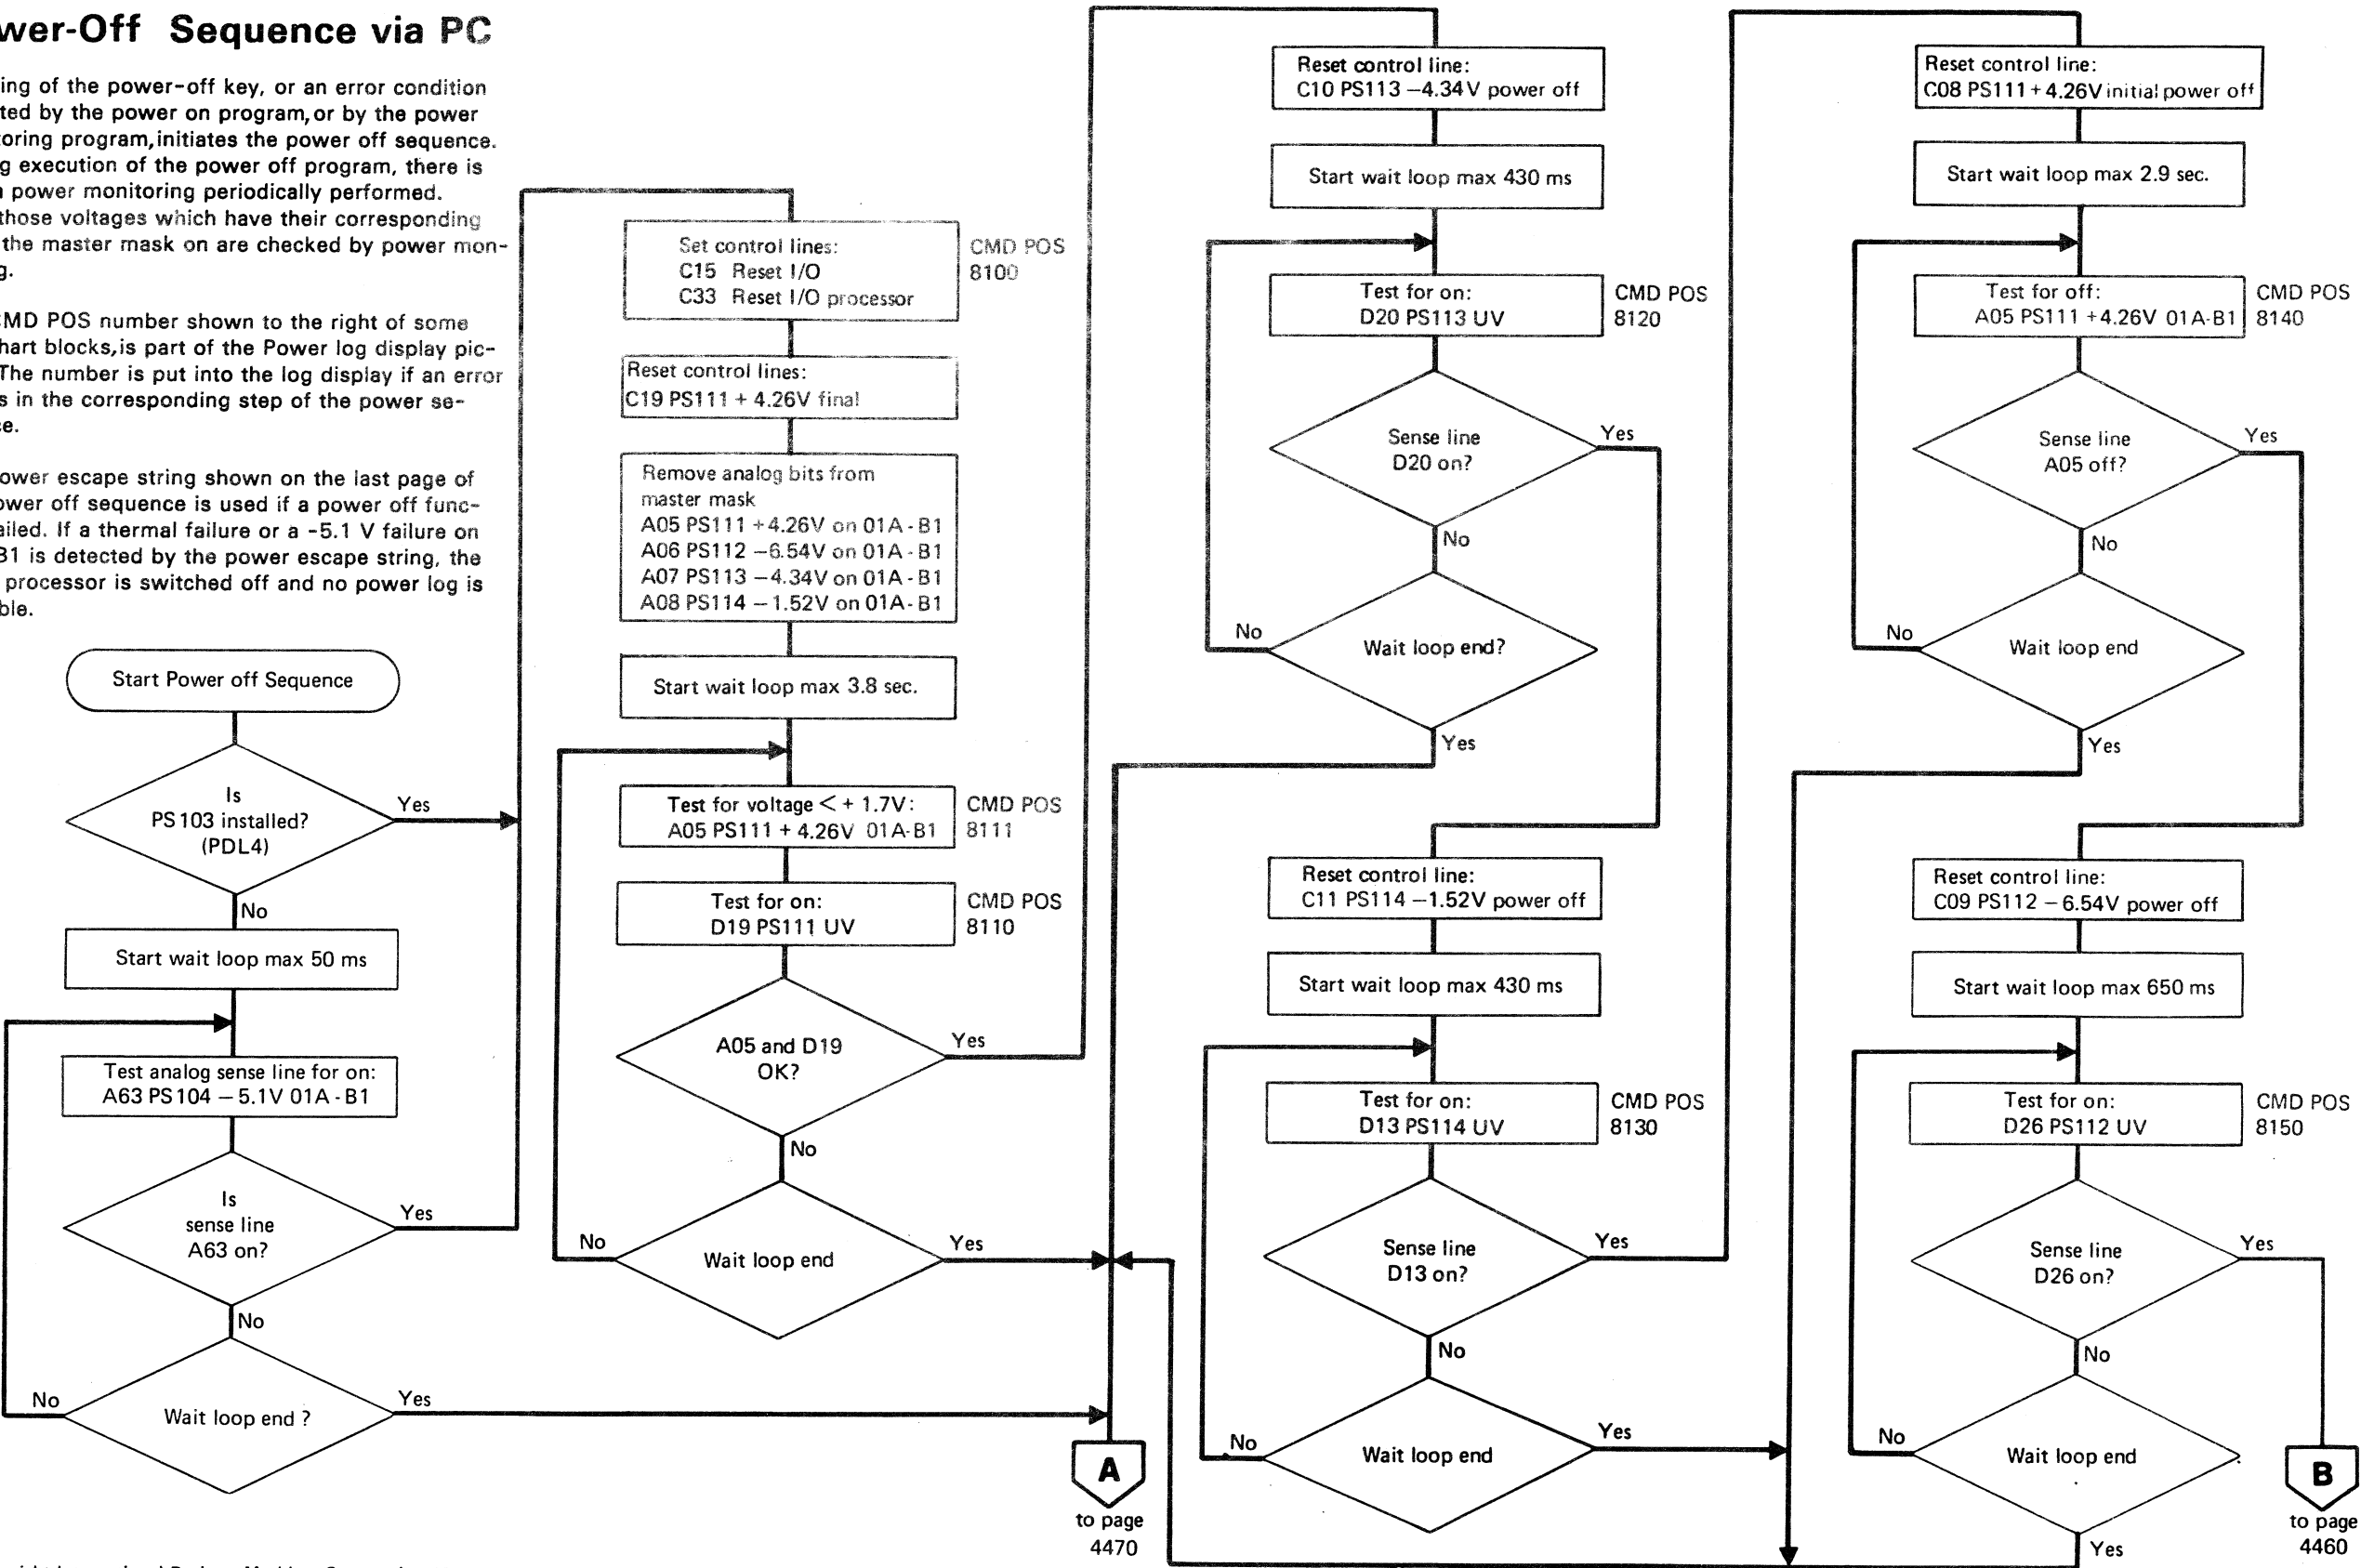 wer-Off Sequence via PC
ing of the power-off key, or an error condition
ted by the power on program, or by the power
toring program, initiates the power off sequence.
g execution of the power off program, there is
n power monitoring periodically performed.
those voltages which have their corresponding
the master mask on are checked by power mon-
g.
CMD POS number shown to the right of some
hart blocks, is part of the Power log display pic-
The number is put into the log display if an error
s in the corresponding step of the power se-
ce.
ower escape string shown on the last page of
ower off sequence is used if a power off func-
ailed. If a thermal failure or a -5.1 V failure on
B1 is detected by the power escape string, the
processor is switched off and no power log is
ble.
Start Power off Sequence
Is
PS103 installed?
(PDL4)
Yes
No
Start wait loop max 50 ms
Test analog sense line for on:
A63 PS104 – 5.1V 01A - B1
Is
sense line
A63 on?
Yes
No
Wait loop end ?
No
Yes
Set control lines:
C15 Reset I/O
C33 Reset I/O processor
CMD POS
8100
Reset control lines:
C19 PS111 + 4.26V final
Remove analog bits from
master mask
A05 PS111 +4.26V on 01A - B1
A06 PS112 –6.54V on 01A - B1
A07 PS113 –4.34V on 01A - B1
A08 PS114 –1.52V on 01A - B1
Start wait loop max 3.8 sec.
Test for voltage < + 1.7V:
A05 PS111 + 4.26V 01A-B1
CMD POS
8111
Test for on:
D19 PS111 UV
CMD POS
8110
A05 and D19
OK?
Yes
No
Wait loop end
No
Yes
A
to page
4470
Reset control line:
C10 PS113 –4.34V power off
Start wait loop max 430 ms
Test for on:
D20 PS113 UV
CMD POS
8120
Sense line
D20 on?
Yes
No
Wait loop end?
No
Yes
Reset control line:
C11 PS114 –1.52V power off
Start wait loop max 430 ms
Test for on:
D13 PS114 UV
CMD POS
8130
Sense line
D13 on?
Yes
No
Wait loop end
No
Yes
Reset control line:
C08 PS111 + 4.26V initial power off
Start wait loop max 2.9 sec.
Test for off:
A05 PS111 +4.26V 01A-B1
CMD POS
8140
Sense line
A05 off?
Yes
No
Wait loop end
No
Yes
Reset control line:
C09 PS112 – 6.54V power off
Start wait loop max 650 ms
Test for on:
D26 PS112 UV
CMD POS
8150
Sense line
D26 on?
Yes
No
Wait loop end
No
Yes
B
to page
4460